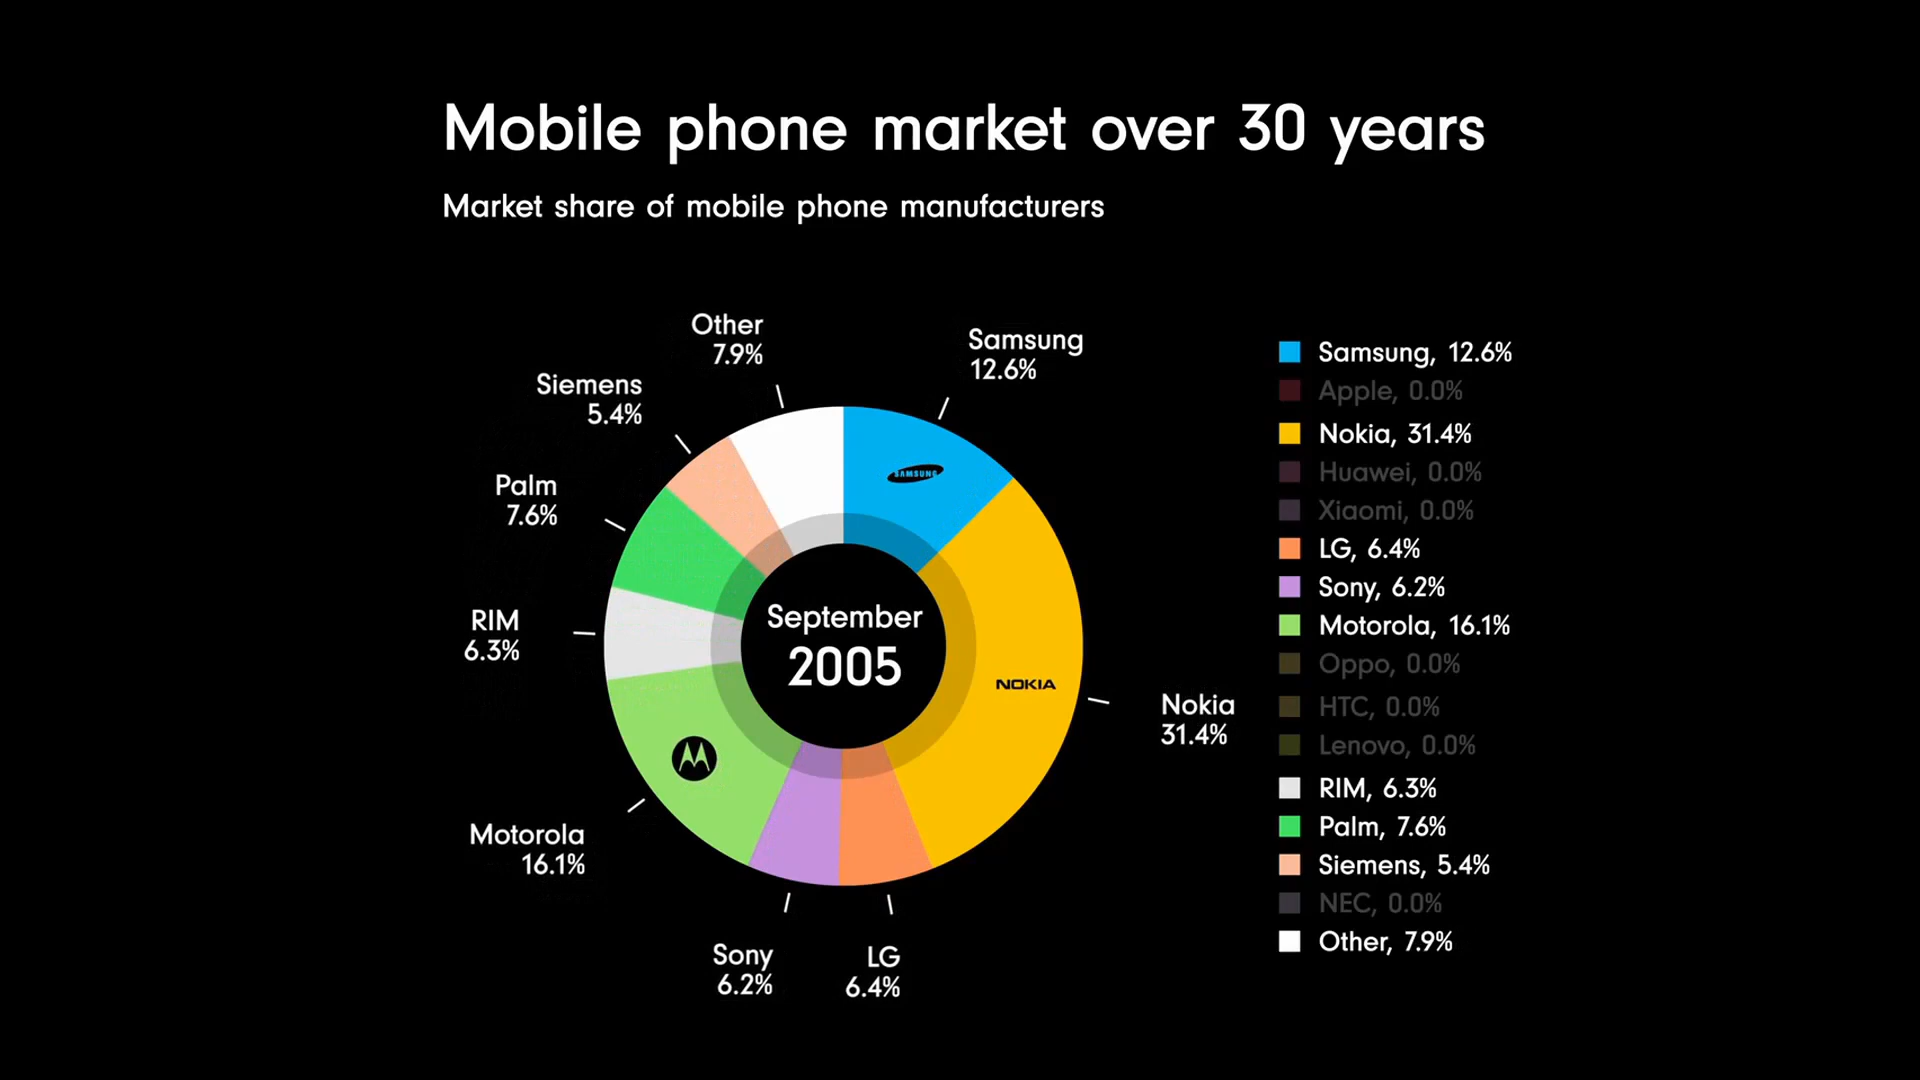 Mobile phone market over 30 years
Market share of mobile phone manufacturers
Other
7.9%
Samsung
12.6%
Siemens
5.4%
Palm
7.6%
RIM
6.3%
Motorola
16.1%
Sony
6.2%
LG
6.4%
Nokia
31.4%
SAMSUNG
NOKIA
September
2005
Samsung, 12.6%
Apple, 0.0%
Nokia, 31.4%
Huawei, 0.0%
Xiaomi, 0.0%
LG, 6.4%
Sony, 6.2%
Motorola, 16.1%
Oppo, 0.0%
HTC, 0.0%
Lenovo, 0.0%
RIM, 6.3%
Palm, 7.6%
Siemens, 5.4%
NEC, 0.0%
Other, 7.9%